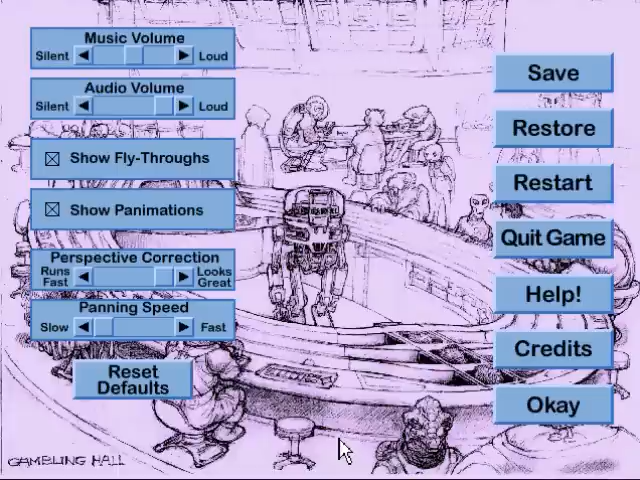 Music Volume
Silent Loud
Audio Volume
Silent Loud
Show Fly-Throughs
Show Panimations
Perspective Correction
Runs Fast Looks Great
Panning Speed
Slow Fast
Reset
Defaults
Save
Restore
Restart
Quit Game
Help!
Credits
Okay
GAMBLING HALL